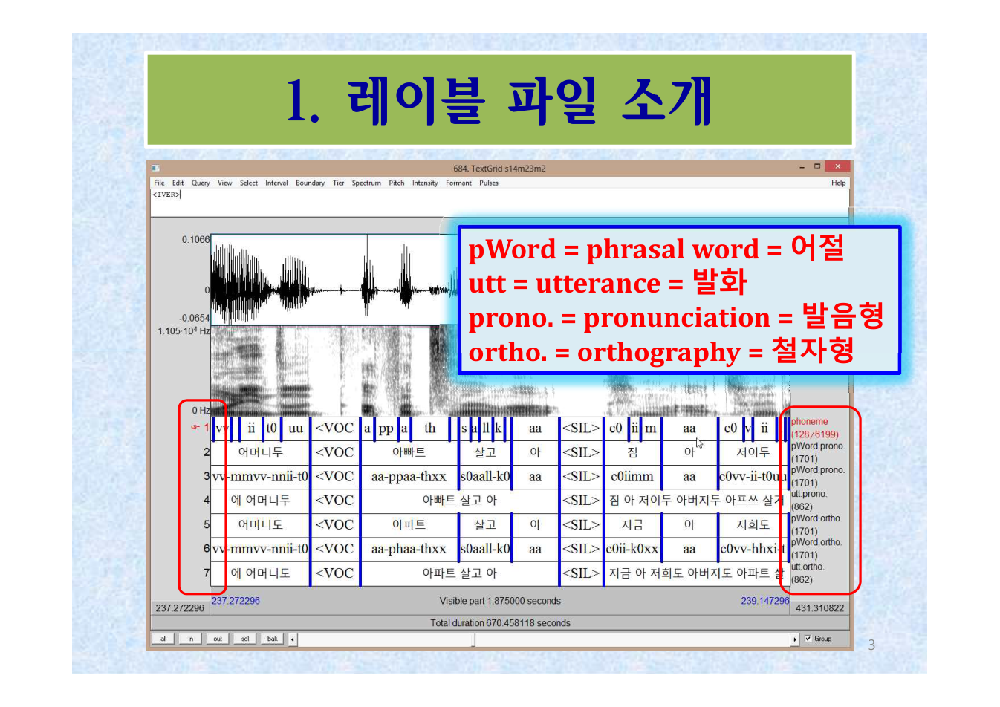 1. 레이블 파일 소개
684. TextGrid s14m23m2
File Edit Query View Select Interval Boundary Tier Spectrum Pitch Intensity Formant Pulses Help
<IVER>
pWord = phrasal word = 어절
utt = utterance = 발화
prono. = pronunciation = 발음형
ortho. = orthography = 철자형
0.1066
0
-0.0654
1.105·10⁴ Hz
0 Hz
1 vv ii t0 uu <VOC a pp a th s a ll k aa <SIL> c0 ii m aa c0 v ii
phoneme
(128/6199)
2 어머니두 <VOC 아빠트 살고 아 <SIL> 짐 아 저이두
pWord.prono.
(1701)
3 vv-mmvv-nnii-t0 <VOC aa-ppaa-thxx s0aall-k0 aa <SIL> c0iimm aa c0vv-ii-t0uu
pWord.prono.
(1701)
4 에 어머니두 <VOC 아빠트 살고 아 <SIL> 짐 아 저이두 아버지두 아프쓰 살거
utt.prono.
(862)
5 어머니도 <VOC 아파트 살고 아 <SIL> 지금 아 저희도
pWord.ortho.
(1701)
6 vv-mmvv-nnii-t0 <VOC aa-phaa-thxx s0aall-k0 aa <SIL> c0ii-k0xx aa c0vv-hhxi-t
pWord.ortho.
(1701)
7 에 어머니도 <VOC 아파트 살고 아 <SIL> 지금 아 저희도 아버지도 아파트 살
utt.ortho.
(862)
237.272296 Visible part 1.875000 seconds 239.147296
237.272296 431.310822
Total duration 670.458118 seconds
all in out sel bak Group
3